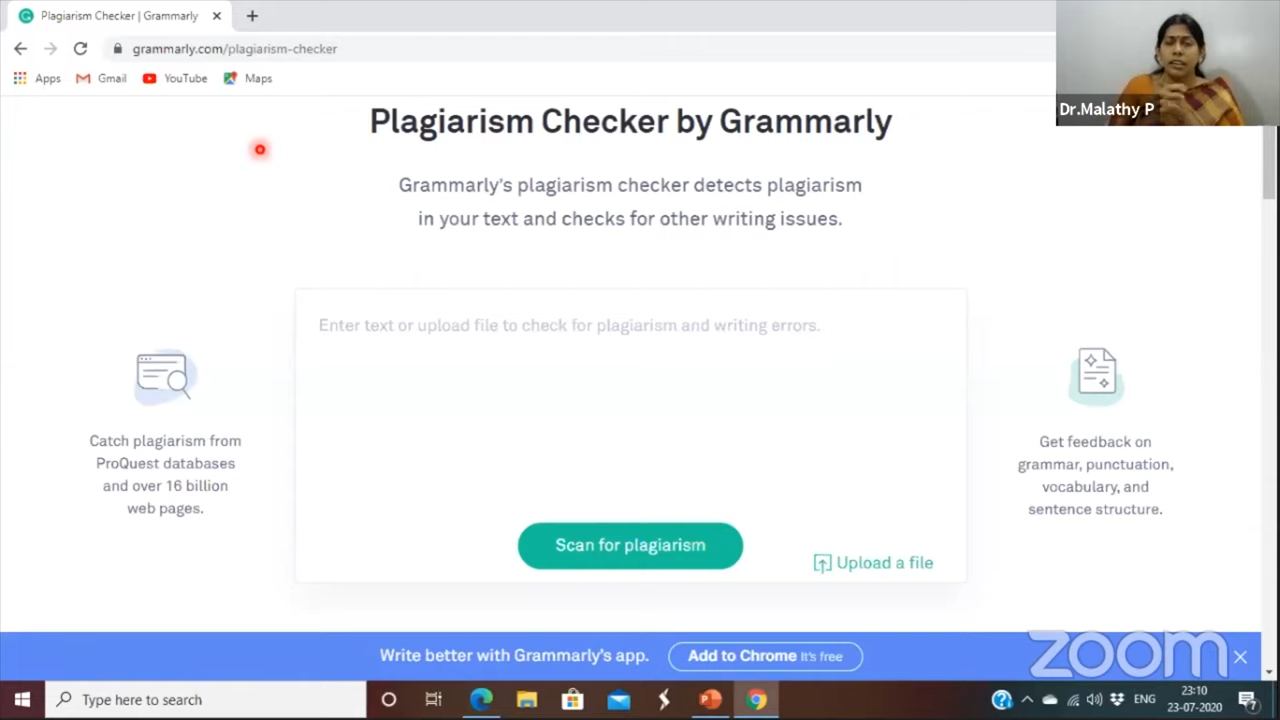 Plagiarism Checker | Grammarly
grammarly.com/plagiarism-checker
Apps Gmail YouTube Maps
Dr.Malathy P
Plagiarism Checker by Grammarly
Grammarly's plagiarism checker detects plagiarism
in your text and checks for other writing issues.
Enter text or upload file to check for plagiarism and writing errors.
Catch plagiarism from
ProQuest databases
and over 16 billion
web pages.
Get feedback on
grammar, punctuation,
vocabulary, and
sentence structure.
Scan for plagiarism
Upload a file
Write better with Grammarly's app. Add to Chrome It's free
zoom
Type here to search
ENG
23:10
23-07-2020
7